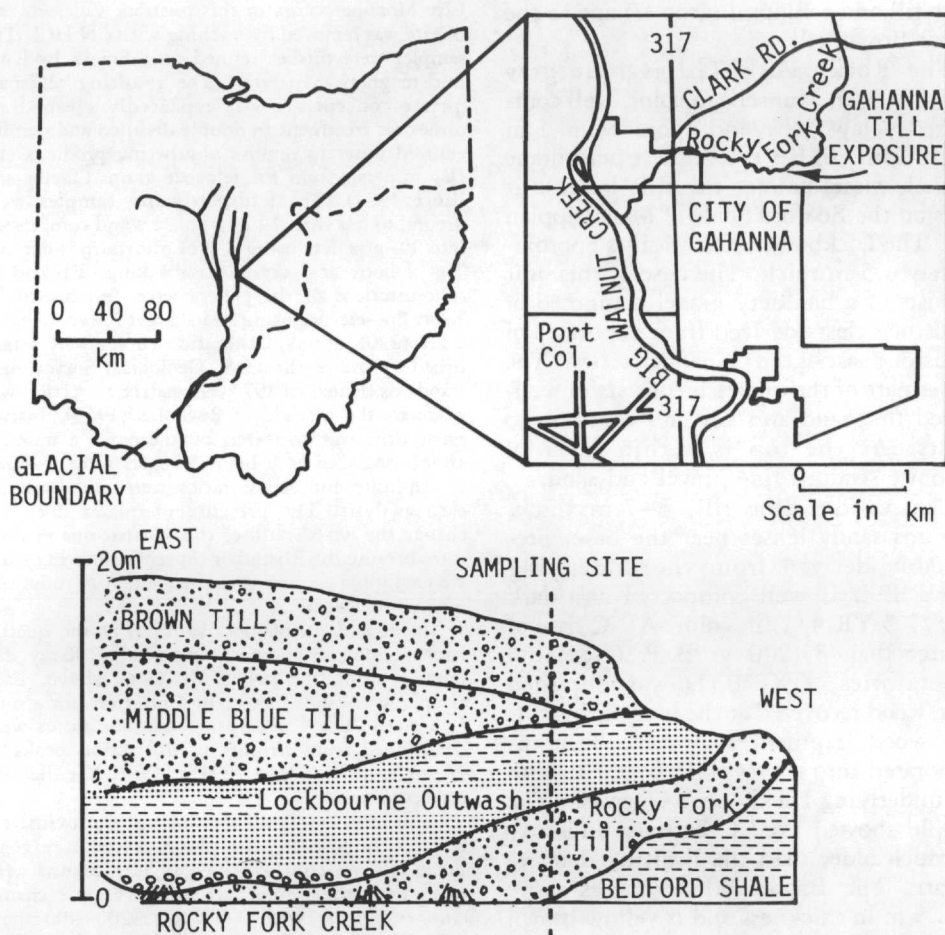 0 40 80
km
GLACIAL
BOUNDARY
317
CLARK RD.
Rocky Fork Creek
GAHANNA
TILL
EXPOSURE
CITY OF
GAHANNA
BIG WALNUT CREEK
Port
Col
317
0 1
Scale in km
EAST
20m
SAMPLING SITE
BROWN TILL
WEST
MIDDLE BLUE TILL
Lockbourne Outwash
Rocky Fork
Till
BEDFORD SHALE
0
ROCKY FORK CREEK